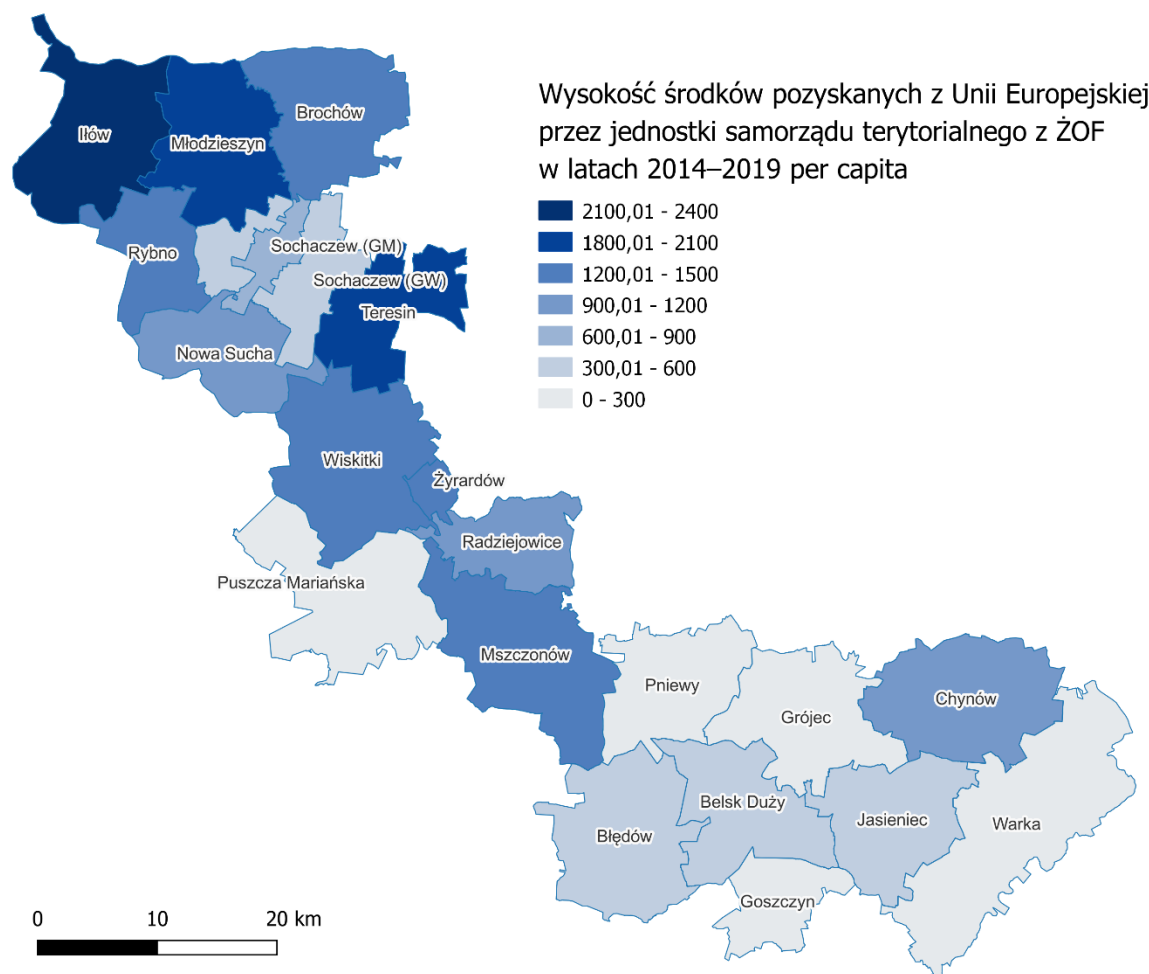 Wysokość środków pozyskanych z Unii Europejskiej
przez jednostki samorządu terytorialnego z ŻOF
w latach 2014–2019 per capita
2100,01 - 2400
1800,01 - 2100
1200,01 - 1500
900,01 - 1200
600,01 - 900
300,01 - 600
0 - 300
Iłów
Młodzieszyn
Brochów
Rybno
Sochaczew (GM)
Sochaczew (GW)
Teresin
Nowa Sucha
Wiskitki
Żyrardów
Radziejowice
Puszcza Mariańska
Mszczonów
Pniewy
Grójec
Chynów
Błędów
Belsk Duży
Jasieniec
Warka
Goszczyn
0 10 20 km